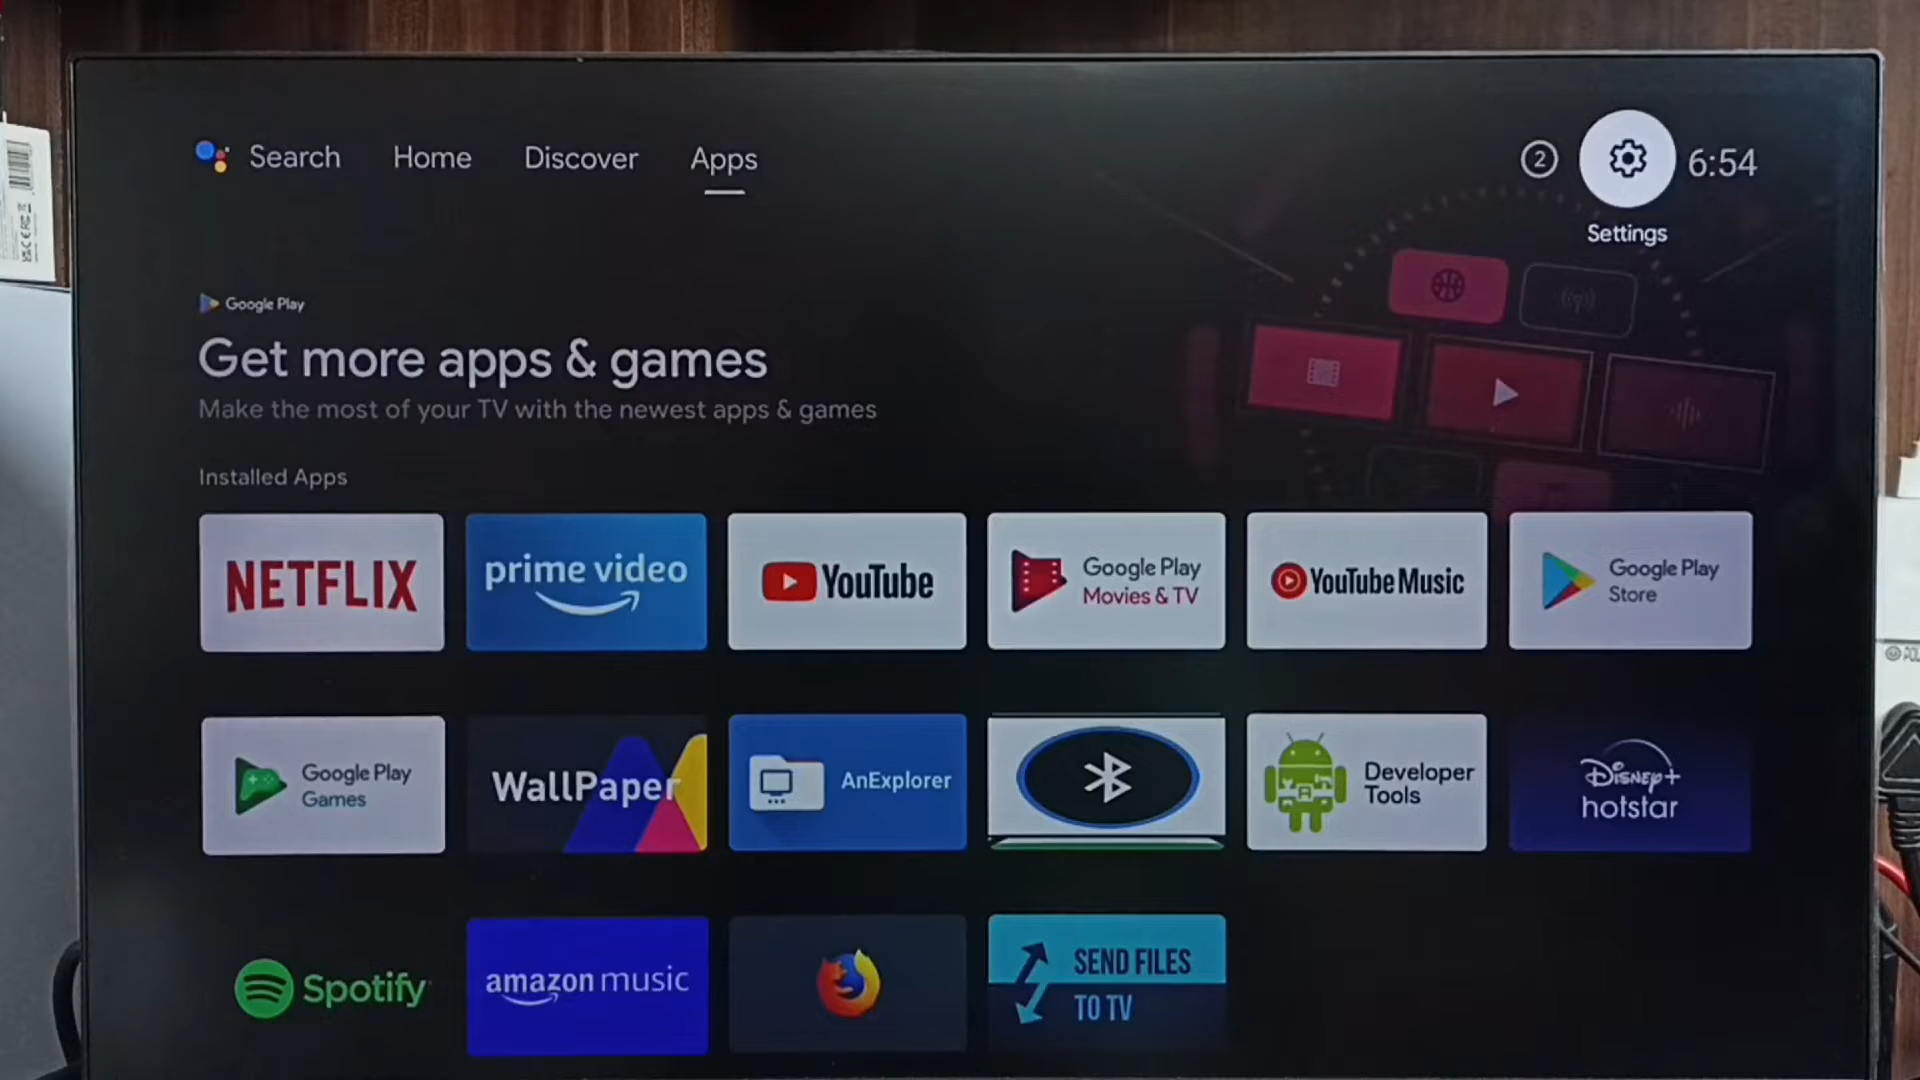 Search
Home
Discover
Apps
2
6:54
Settings
Google Play
Get more apps & games
Make the most of your TV with the newest apps & games
Installed Apps
NETFLIX
prime video
YouTube
Google Play
Movies & TV
YouTube Music
Google Play
Store
Google Play
Games
WallPaper
AnExplorer
Developer
Tools
Disney+
hotstar
Spotify
amazon music
SEND FILES
TO TV